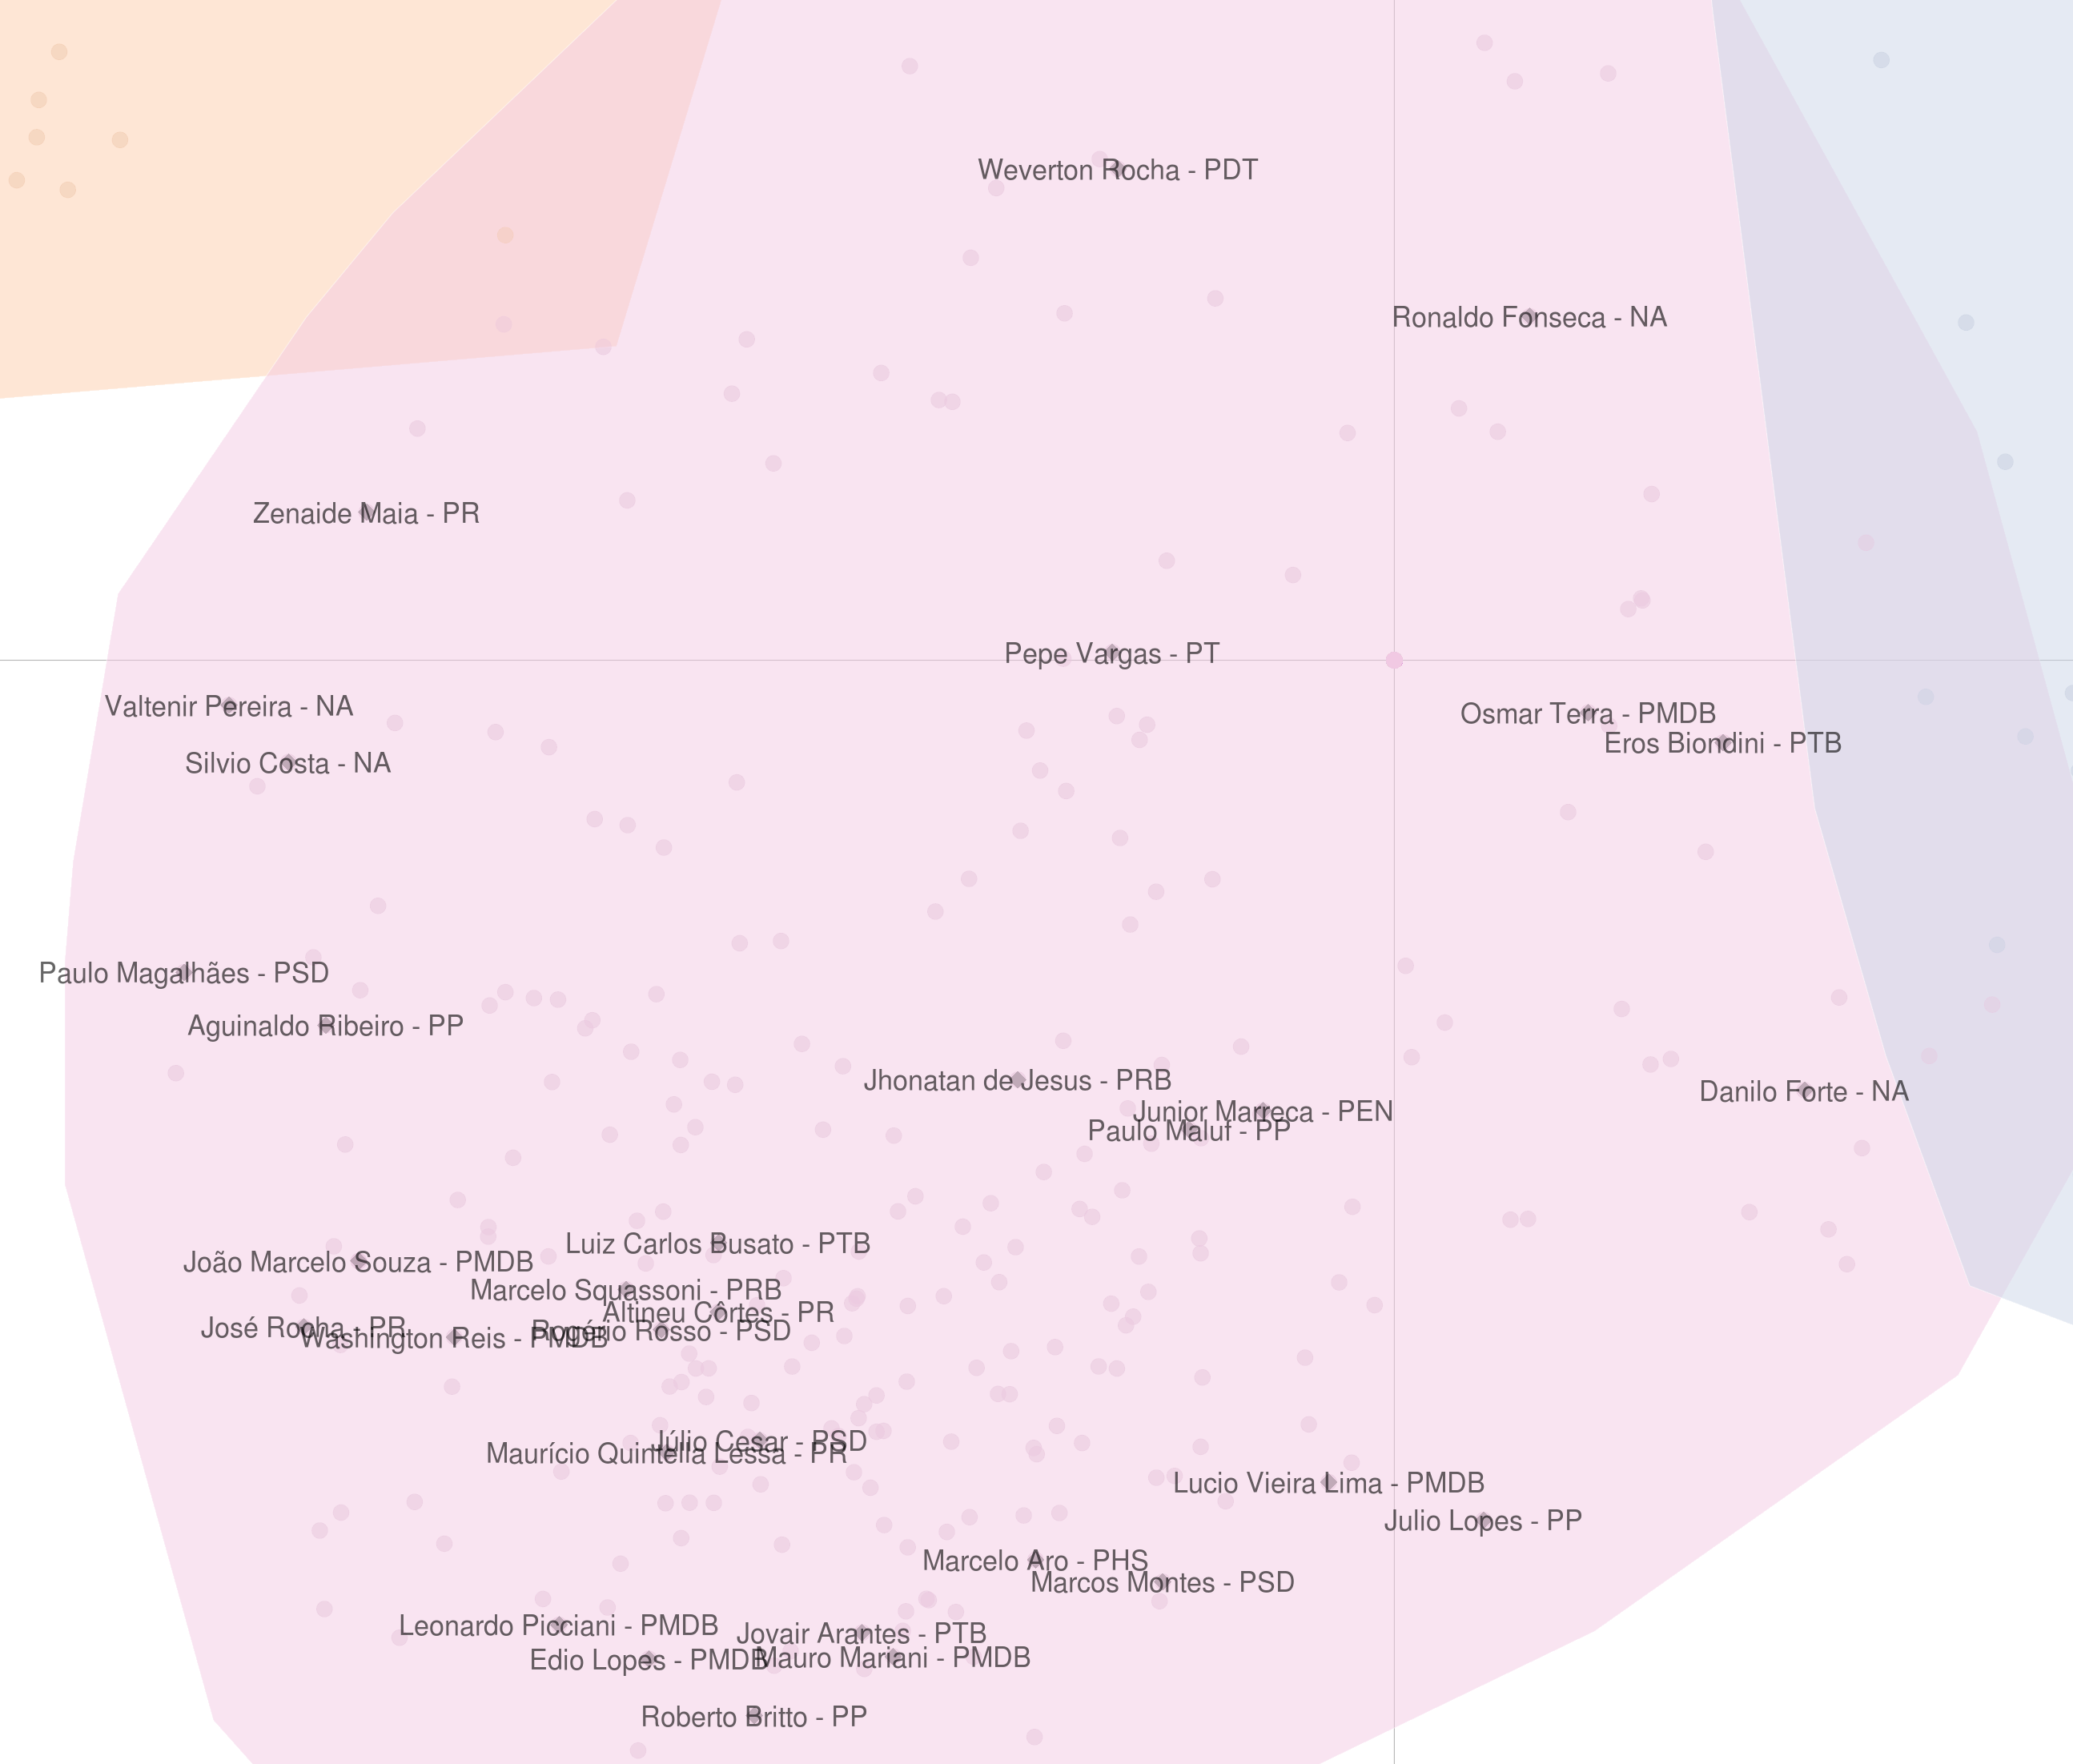 Weverton Rocha - PDT
Ronaldo Fonseca - NA
Zenaide Maia - PR
Pepe Vargas - PT
Valtenir Pereira - NA
Osmar Terra - PMDB
Eros Biondini - PTB
Silvio Costa - NA
Paulo Magalhães - PSD
Aguinaldo Ribeiro - PP
Jhonatan de Jesus - PRB
Danilo Forte - NA
Junior Marreca - PEN
Paulo Maluf - PP
Luiz Carlos Busato - PTB
João Marcelo Souza - PMDB
Marcelo Squassoni - PRB
Altineu Côrtes - PR
José Rocha - PR
Rogério Rosso - PSD
Washington Reis - PMDB
Júlio Cesar - PSD
Maurício Quintella Lessa - PR
Lucio Vieira Lima - PMDB
Julio Lopes - PP
Marcelo Aro - PHS
Marcos Montes - PSD
Leonardo Picciani - PMDB
Jovair Arantes - PTB
Mauro Mariani - PMDB
Edio Lopes - PMDB
Roberto Britto - PP